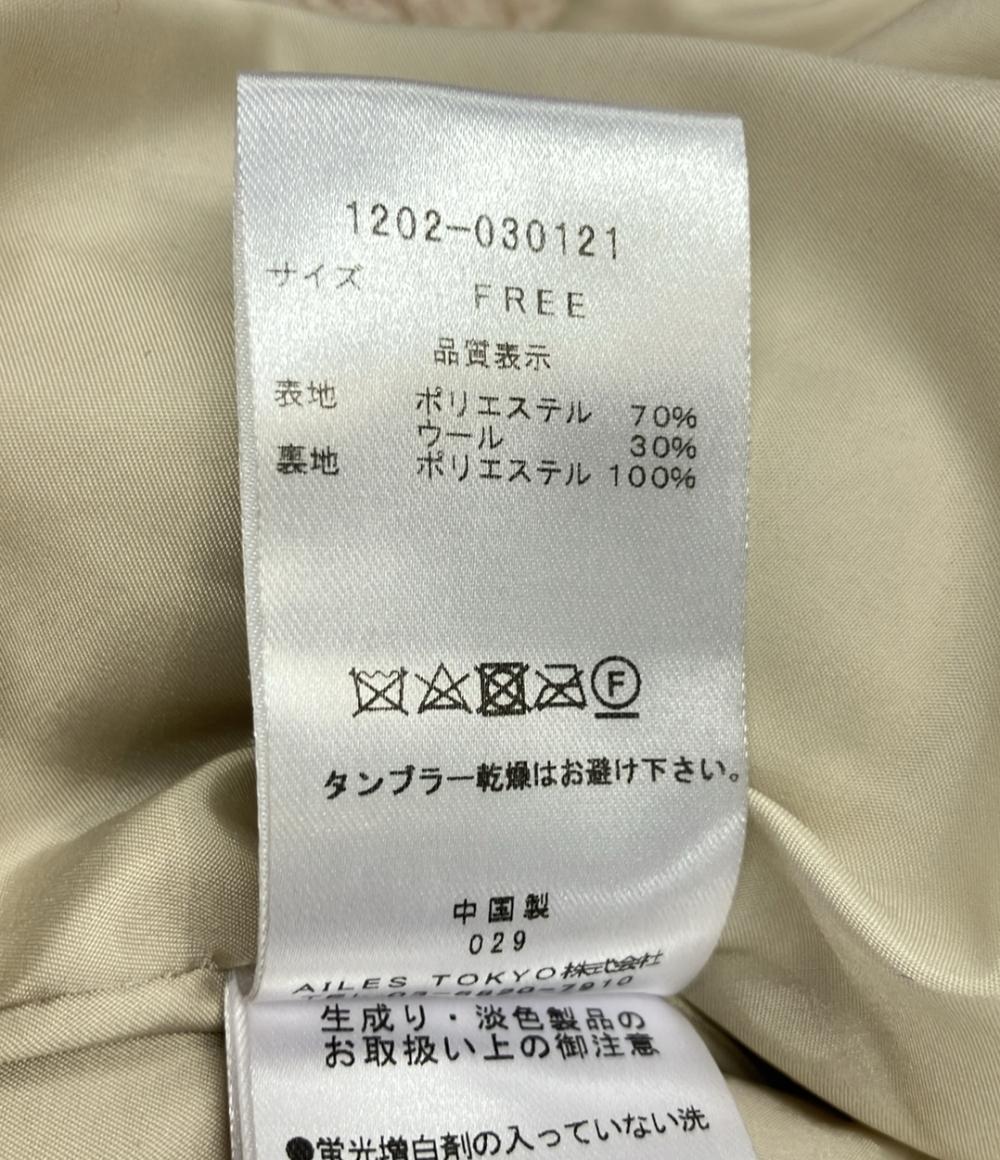 1202-030121
サイズ FREE
品質表示
表地 ポリエステル 70%
ウール 30%
裏地 ポリエステル 100%
F
タンブラー乾燥はお避け下さい。
中国製
029
AILES TOKYO株式会社
生成り・淡色製品の
お取扱い上の御注意
●蛍光増白剤の入っていない洗